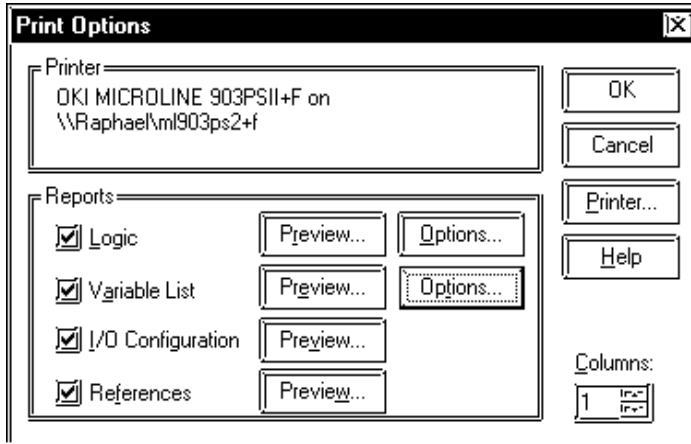 Print Options
Printer
OKI MICROLINE 903PSII+F on
\\Raphael\ml903ps2+f
OK
Cancel
Printer...
Help
Reports
Logic Preview... Options...
Variable List Preview... Options...
I/O Configuration Preview...
References Preview...
Columns:
1